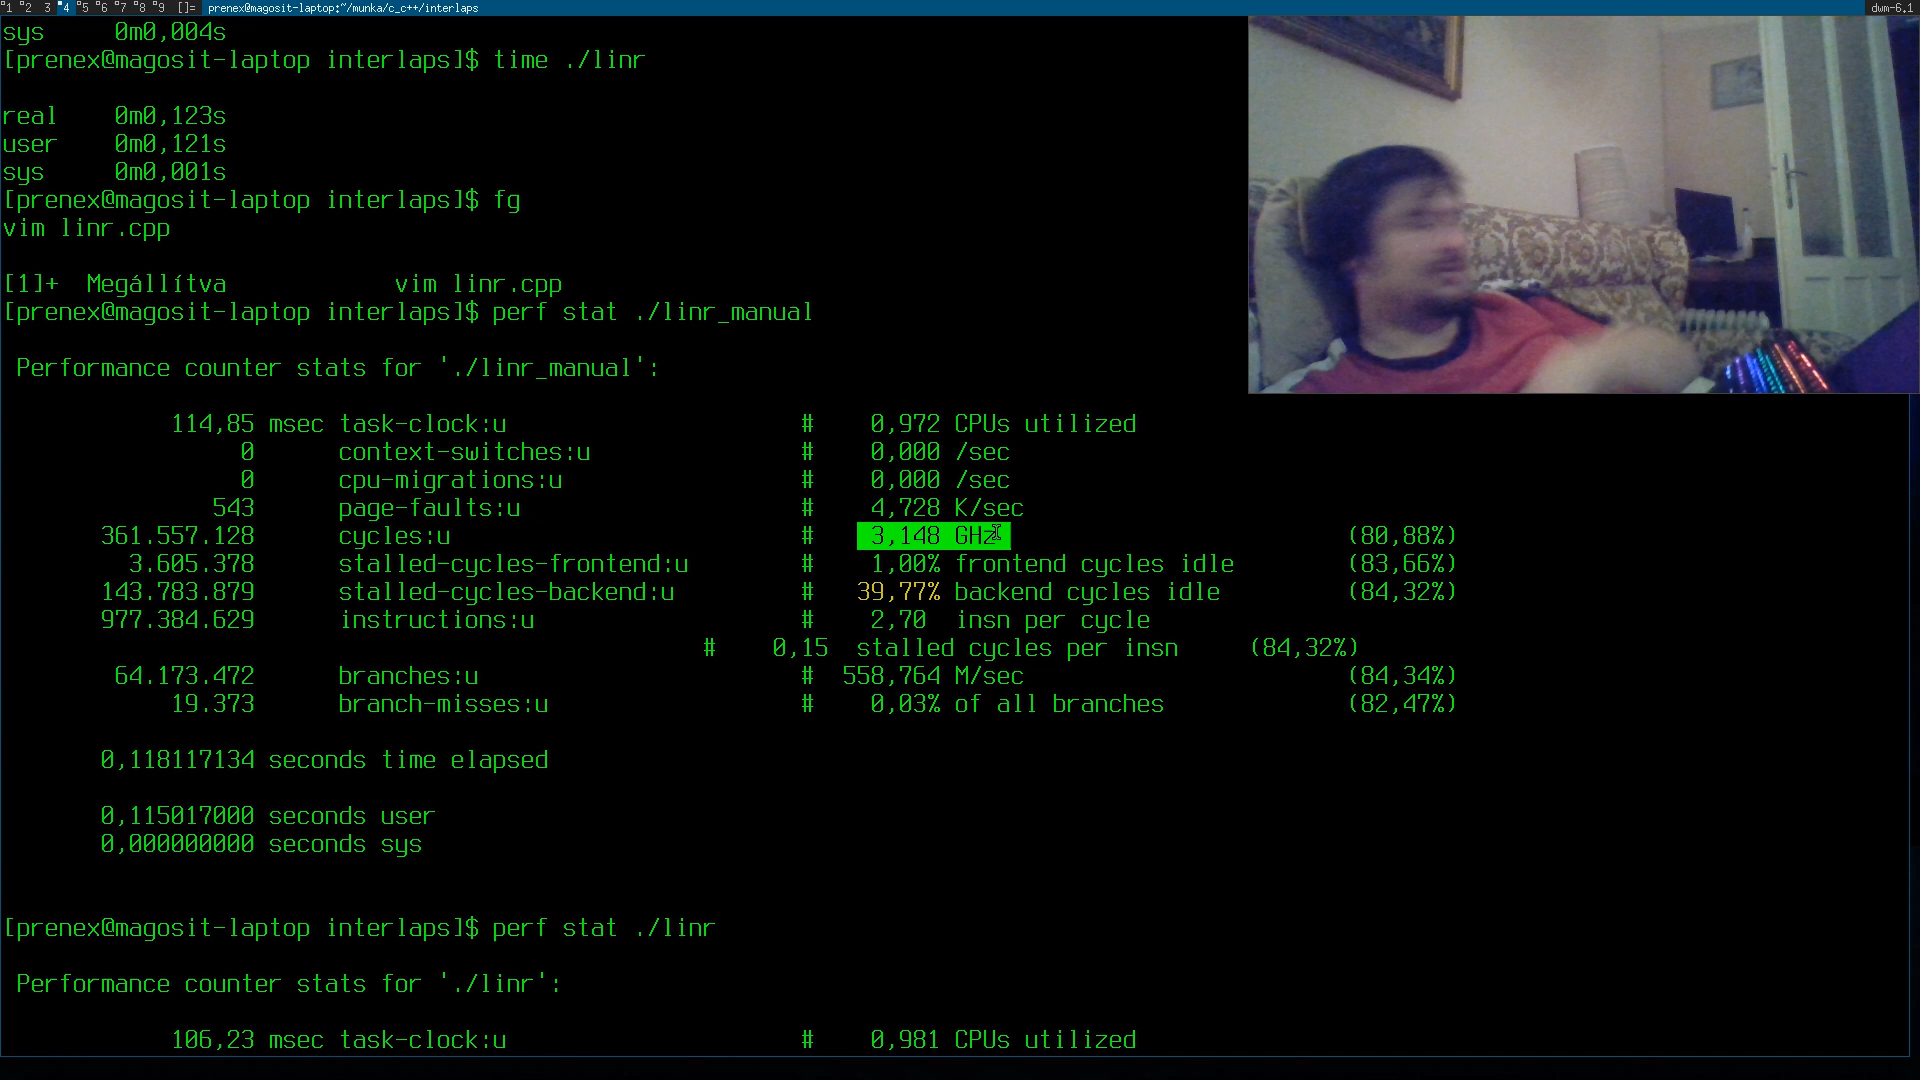 1 2 3 4 5 6 7 8 9 []= prenex@magosit-laptop:~/munka/c_c++/interlaps dwm-6.1
sys 0m0,004s
[prenex@magosit-laptop interlaps]$ time ./linr
real 0m0,123s
user 0m0,121s
sys 0m0,001s
[prenex@magosit-laptop interlaps]$ fg
vim linr.cpp
[1]+ Megállítva vim linr.cpp
[prenex@magosit-laptop interlaps]$ perf stat ./linr_manual
Performance counter stats for './linr_manual':
114,85 msec task-clock:u # 0,972 CPUs utilized
0 context-switches:u # 0,000 /sec
0 cpu-migrations:u # 0,000 /sec
543 page-faults:u # 4,728 K/sec
361.557.128 cycles:u # 3,148 GHz (80,88%)
3.605.378 stalled-cycles-frontend:u # 1,00% frontend cycles idle (83,66%)
143.783.879 stalled-cycles-backend:u # 39,77% backend cycles idle (84,32%)
977.384.629 instructions:u # 2,70 insn per cycle
# 0,15 stalled cycles per insn (84,32%)
64.173.472 branches:u # 558,764 M/sec (84,34%)
19.373 branch-misses:u # 0,03% of all branches (82,47%)
0,118117134 seconds time elapsed
0,115017000 seconds user
0,000000000 seconds sys
[prenex@magosit-laptop interlaps]$ perf stat ./linr
Performance counter stats for './linr':
106,23 msec task-clock:u # 0,981 CPUs utilized